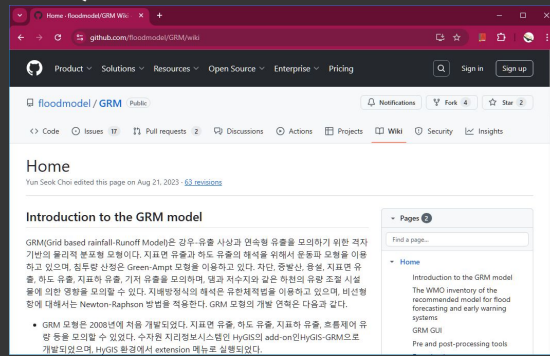 Home · floodmodel/GRM Wiki
github.com/floodmodel/GRM/wiki
Product Solutions Resources Open Source Enterprise Pricing
Sign in Sign up
floodmodel / GRM Public
Notifications Fork 4 Star 2
<> Code Issues 17 Pull requests 2 Discussions Actions Projects Wiki Security Insights
Home
Yun Seok Choi edited this page on Aug 21, 2023 · 63 revisions
Introduction to the GRM model
GRM(Grid based rainfall-Runoff Model)은 강우-유출 사상과 연속형 유출을 모의하기 위한 격자
기반의 물리적 분포형 모형이다. 지표면 유출과 하도 유출의 해석을 위해서 운동파 모형을 이용
하고 있으며, 침투량 산정은 Green-Ampt 모형을 이용하고 있다. 차단, 증발산, 융설, 지표면 유
출, 하도 유출, 지표하 유출, 기저 유출을 모의하며, 댐과 저수지와 같은 하천의 유량 조절 시설
물에 의한 영향을 모의할 수 있다. 지배방정식의 해석은 유한체적법을 이용하고 있으며, 비선형
항에 대해서는 Newton-Raphson 방법을 적용한다. GRM 모형의 개발 연혁은 다음과 같다.
• GRM 모형은 2008년에 처음 개발되었다. 지표면 유출, 하도 유출, 지표하 유출, 흐름제어 유
량 등을 모의할 수 있었다. 수자원 지리정보시스템인 HyGIS의 add-on인HyGIS-GRM으로
개발되었으며, HyGIS 환경에서 extension 메뉴로 실행되었다.
Pages 2
Find a page...
Home
Introduction to the GRM model
The WMO inventory of the
recommended model for flood
forecasting and early warning
systems
GRM GUI
Pre and post-processing tools